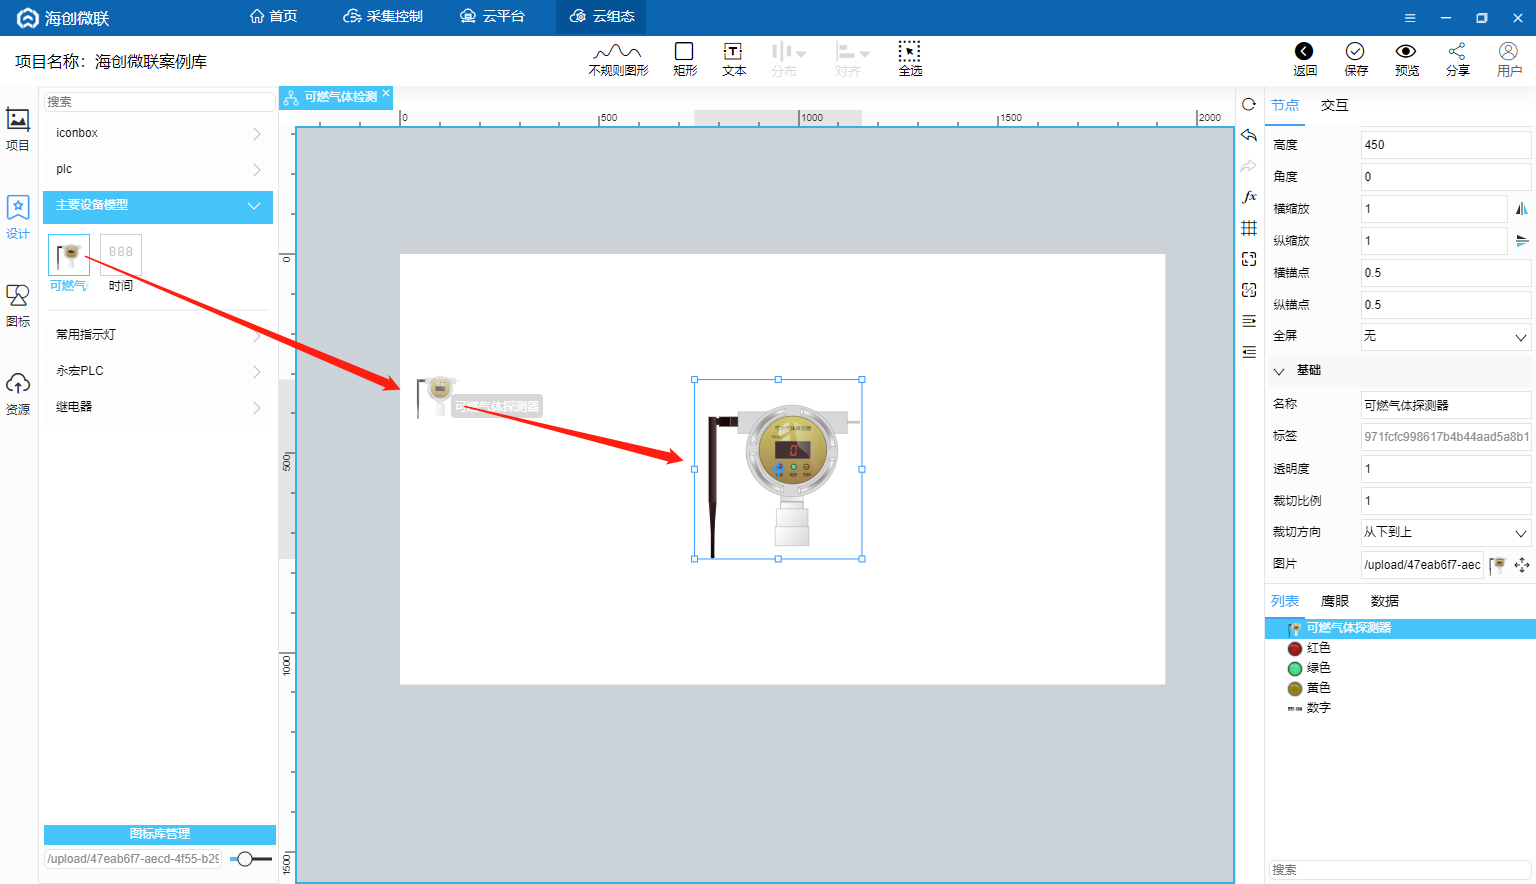 海创微联
首页
采集控制
云平台
云组态
项目名称：海创微联案例库
不规则图形
矩形
文本
分布
对齐
全选
返回
保存
预览
分享
用户
项目
设计
图标
资源
搜索
iconbox
plc
主要设备模型
888
可燃气
时间
常用指示灯
永宏PLC
继电器
图标库管理
/upload/47eab6f7-aecd-4f55-b29
可燃气体检测
0
500
1000
1500
2000
0
500
1000
1500
可燃气体探测器
可燃气体探测器
0
fx
节点
交互
高度
450
角度
0
横缩放
1
纵缩放
1
横锚点
0.5
纵锚点
0.5
全屏
无
基础
名称
可燃气体探测器
标签
971fcfc998617b4b44aad5a8b1
透明度
1
裁切比例
1
裁切方向
从下到上
图片
/upload/47eab6f7-aec
列表
鹰眼
数据
可燃气体探测器
红色
绿色
黄色
数字
搜索